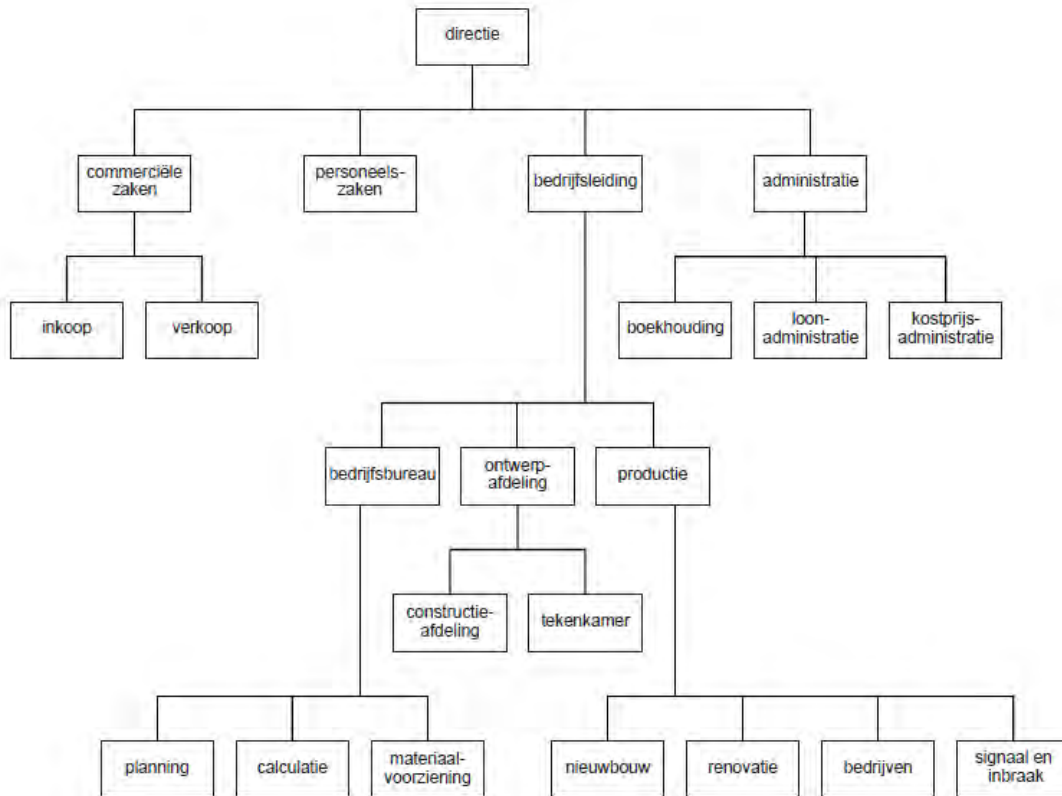 directie
commerciële
zaken
personeels-
zaken
bedrijfsleiding
administratie
inkoop
verkoop
boekhouding
loon-
administratie
kostprijs-
administratie
bedrijfsbureau
ontwerp-
afdeling
productie
constructie-
afdeling
tekenkamer
planning
calculatie
materiaal-
voorziening
nieuwbouw
renovatie
bedrijven
signaal en
inbraak